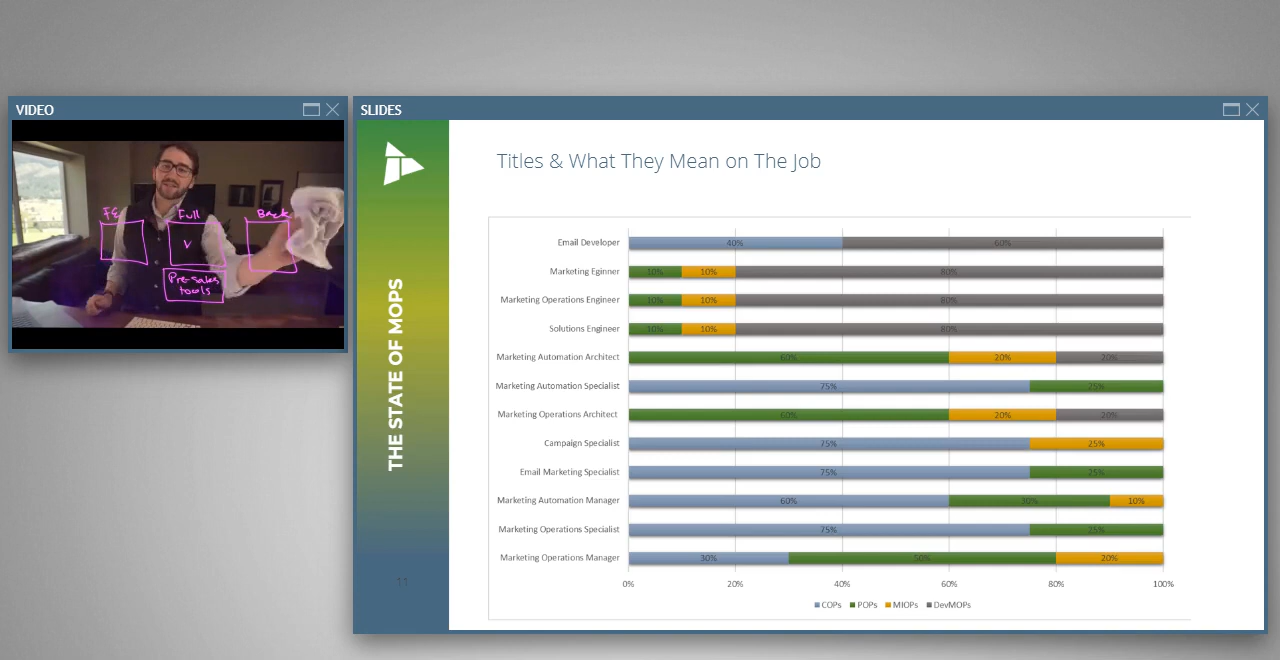 VIDEO
FE Full Back
V
Pre-sales
tools
SLIDES
THE STATE OF MOPS
11
Titles & What They Mean on The Job
Email Developer 40% 60%
Marketing Eginner 10% 10% 80%
Marketing Operations Engineer 10% 10% 80%
Solutions Engineer 10% 10% 80%
Marketing Automation Architect 60% 20% 20%
Marketing Automation Specialist 75% 25%
Marketing Operations Architect 60% 20% 20%
Campaign Specialist 75% 25%
Email Marketing Specialist 75% 25%
Marketing Automation Manager 60% 30% 10%
Marketing Operations Specialist 75% 25%
Marketing Operations Manager 30% 50% 20%
0% 20% 40% 60% 80% 100%
COPs POPs MIOPs DevMOPs